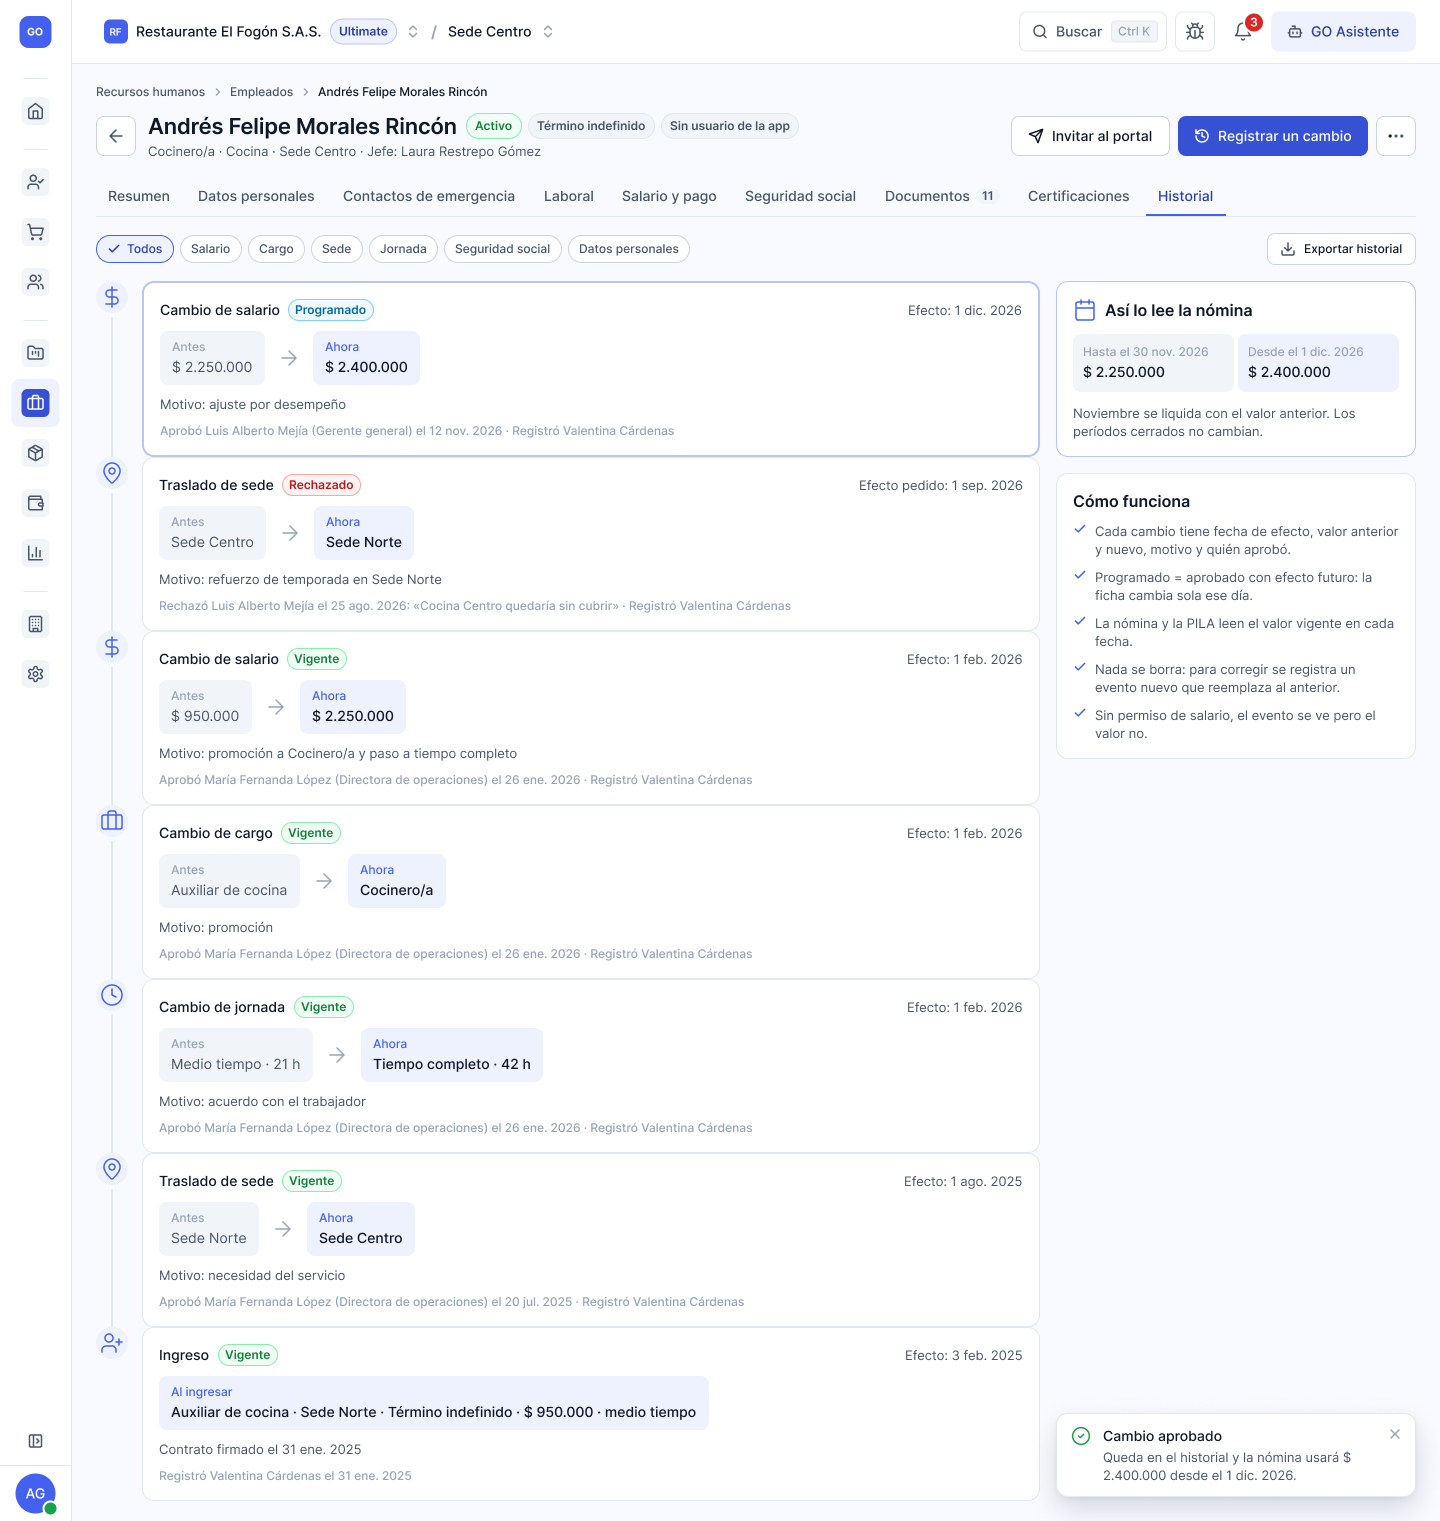 GO
RF Restaurante El Fogón S.A.S. Ultimate / Sede Centro
Buscar Ctrl K
3
GO Asistente
Recursos humanos > Empleados > Andrés Felipe Morales Rincón
Andrés Felipe Morales Rincón Activo Término indefinido Sin usuario de la app
Cocinero/a · Cocina · Sede Centro · Jefe: Laura Restrepo Gómez
Invitar al portal
Registrar un cambio
Resumen Datos personales Contactos de emergencia Laboral Salario y pago Seguridad social Documentos 11 Certificaciones Historial
Todos Salario Cargo Sede Jornada Seguridad social Datos personales
Exportar historial
Cambio de salario Programado Efecto: 1 dic. 2026
Antes
$ 2.250.000
Ahora
$ 2.400.000
Motivo: ajuste por desempeño
Aprobó Luis Alberto Mejía (Gerente general) el 12 nov. 2026 · Registró Valentina Cárdenas
Traslado de sede Rechazado Efecto pedido: 1 sep. 2026
Antes
Sede Centro
Ahora
Sede Norte
Motivo: refuerzo de temporada en Sede Norte
Rechazó Luis Alberto Mejía el 25 ago. 2026: «Cocina Centro quedaría sin cubrir» · Registró Valentina Cárdenas
Cambio de salario Vigente Efecto: 1 feb. 2026
Antes
$ 950.000
Ahora
$ 2.250.000
Motivo: promoción a Cocinero/a y paso a tiempo completo
Aprobó María Fernanda López (Directora de operaciones) el 26 ene. 2026 · Registró Valentina Cárdenas
Cambio de cargo Vigente Efecto: 1 feb. 2026
Antes
Auxiliar de cocina
Ahora
Cocinero/a
Motivo: promoción
Aprobó María Fernanda López (Directora de operaciones) el 26 ene. 2026 · Registró Valentina Cárdenas
Cambio de jornada Vigente Efecto: 1 feb. 2026
Antes
Medio tiempo · 21 h
Ahora
Tiempo completo · 42 h
Motivo: acuerdo con el trabajador
Aprobó María Fernanda López (Directora de operaciones) el 26 ene. 2026 · Registró Valentina Cárdenas
Traslado de sede Vigente Efecto: 1 ago. 2025
Antes
Sede Norte
Ahora
Sede Centro
Motivo: necesidad del servicio
Aprobó María Fernanda López (Directora de operaciones) el 20 jul. 2025 · Registró Valentina Cárdenas
Ingreso Vigente Efecto: 3 feb. 2025
Al ingresar
Auxiliar de cocina · Sede Norte · Término indefinido · $ 950.000 · medio tiempo
Contrato firmado el 31 ene. 2025
Registró Valentina Cárdenas el 31 ene. 2025
Así lo lee la nómina
Hasta el 30 nov. 2026
$ 2.250.000
Desde el 1 dic. 2026
$ 2.400.000
Noviembre se liquida con el valor anterior. Los
períodos cerrados no cambian.
Cómo funciona
Cada cambio tiene fecha de efecto, valor anterior
y nuevo, motivo y quién aprobó.
Programado = aprobado con efecto futuro: la
ficha cambia sola ese día.
La nómina y la PILA leen el valor vigente en cada
fecha.
Nada se borra: para corregir se registra un
evento nuevo que reemplaza al anterior.
Sin permiso de salario, el evento se ve pero el
valor no.
Cambio aprobado
Queda en el historial y la nómina usará $
2.400.000 desde el 1 dic. 2026.
AG